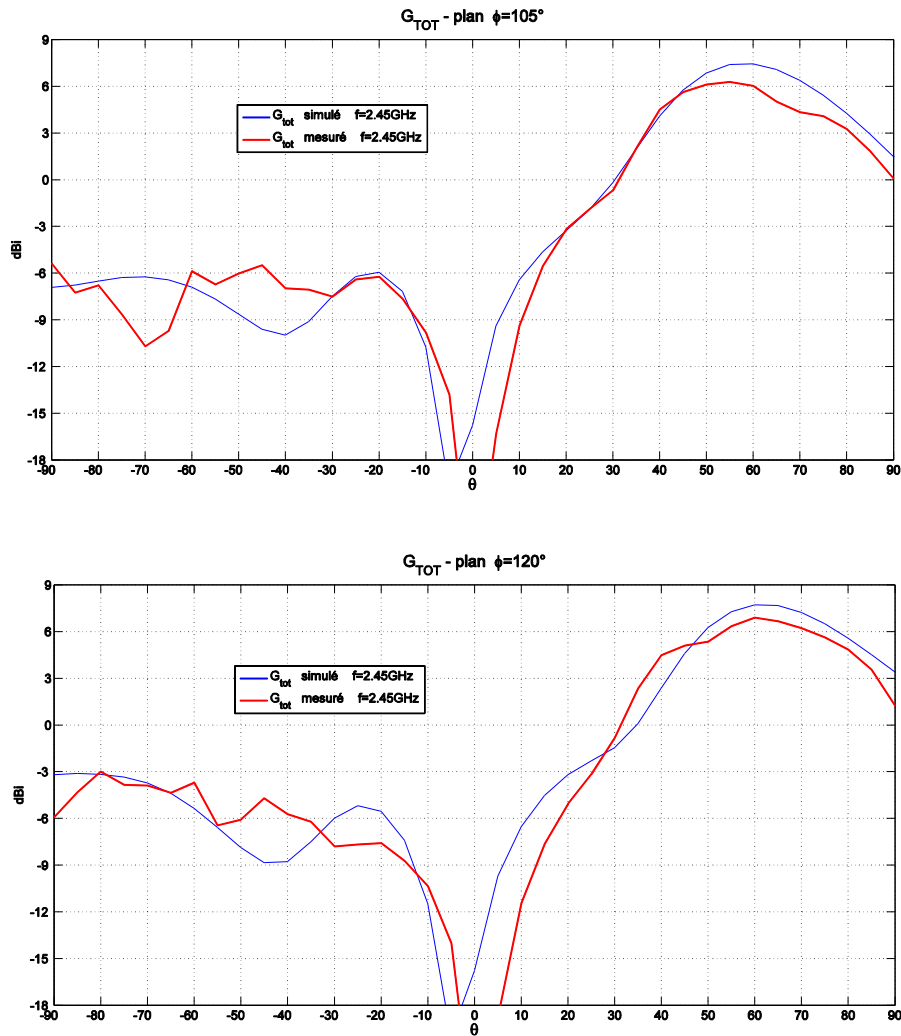 G_TOT - plan ϕ=105°
9
6
3
0
-3
-6
-9
-12
-15
-18
dBi
G_tot simulé f=2.45GHz
G_tot mesuré f=2.45GHz
-90 -80 -70 -60 -50 -40 -30 -20 -10 0 10 20 30 40 50 60 70 80 90
θ
G_TOT - plan ϕ=120°
9
6
3
0
-3
-6
-9
-12
-15
-18
dBi
G_tot simulé f=2.45GHz
G_tot mesuré f=2.45GHz
-90 -80 -70 -60 -50 -40 -30 -20 -10 0 10 20 30 40 50 60 70 80 90
θ